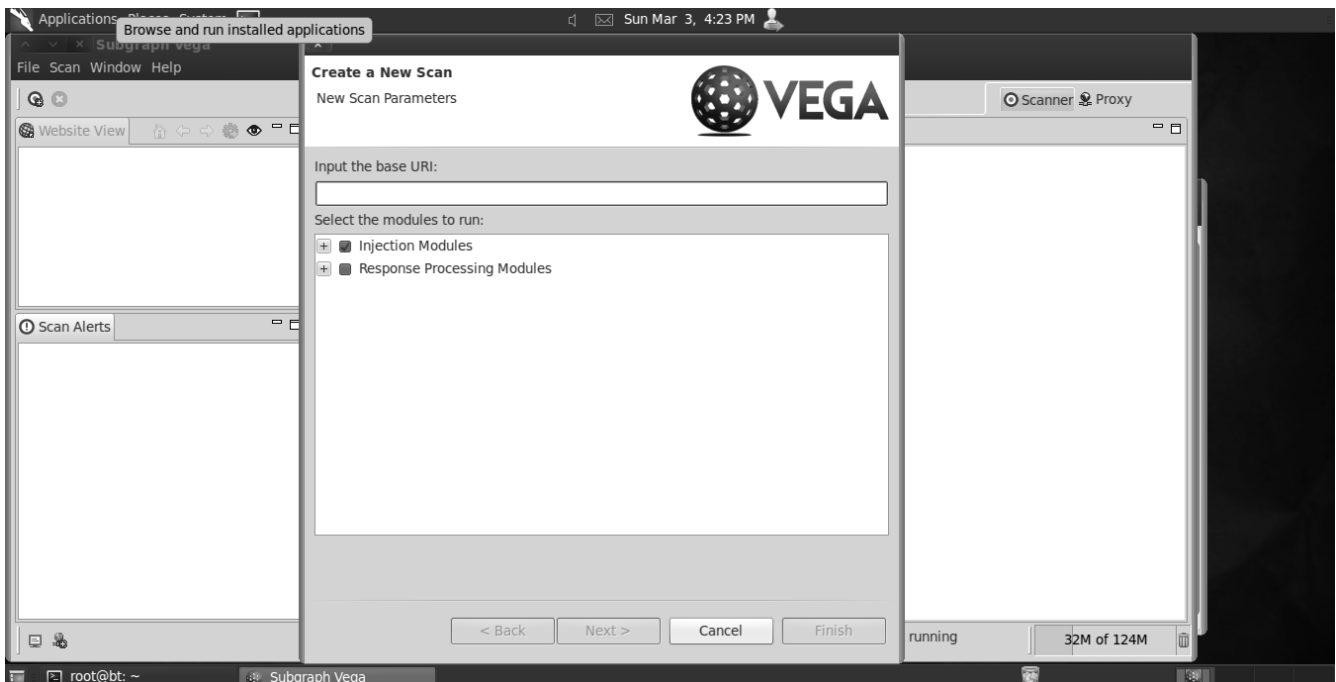 Applications Places System
Sun Mar 3, 4:23 PM
Browse and run installed applications
Subgraph Vega
File Scan Window Help
Create a New Scan
New Scan Parameters
VEGA
Scanner
Proxy
Website View
Input the base URI:
Select the modules to run:
Injection Modules
Response Processing Modules
Scan Alerts
< Back
Next >
Cancel
Finish
running
32M of 124M
root@bt: ~
Subgraph Vega